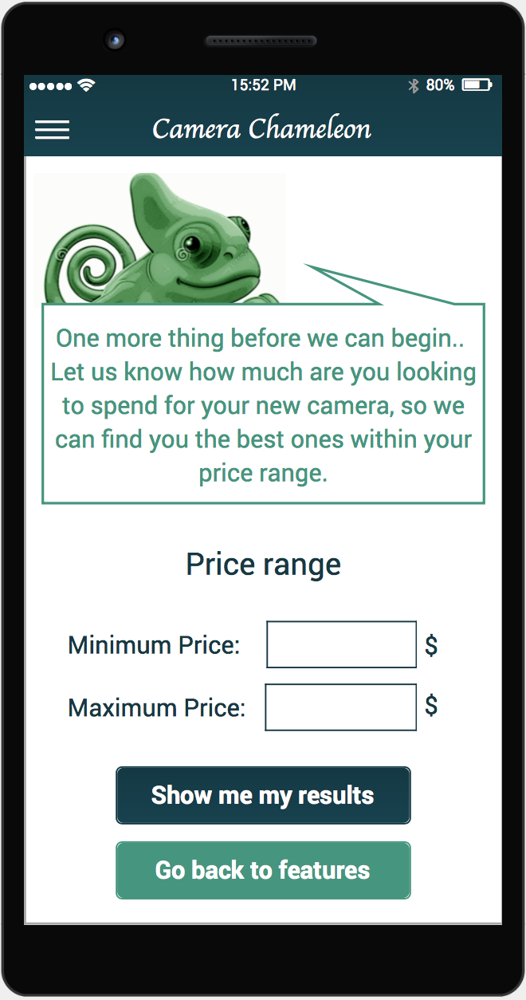 15:52 PM 80%
Camera Chameleon
One more thing before we can begin..
Let us know how much are you looking
to spend for your new camera, so we
can find you the best ones within your
price range.
Price range
Minimum Price: $
Maximum Price: $
Show me my results
Go back to features